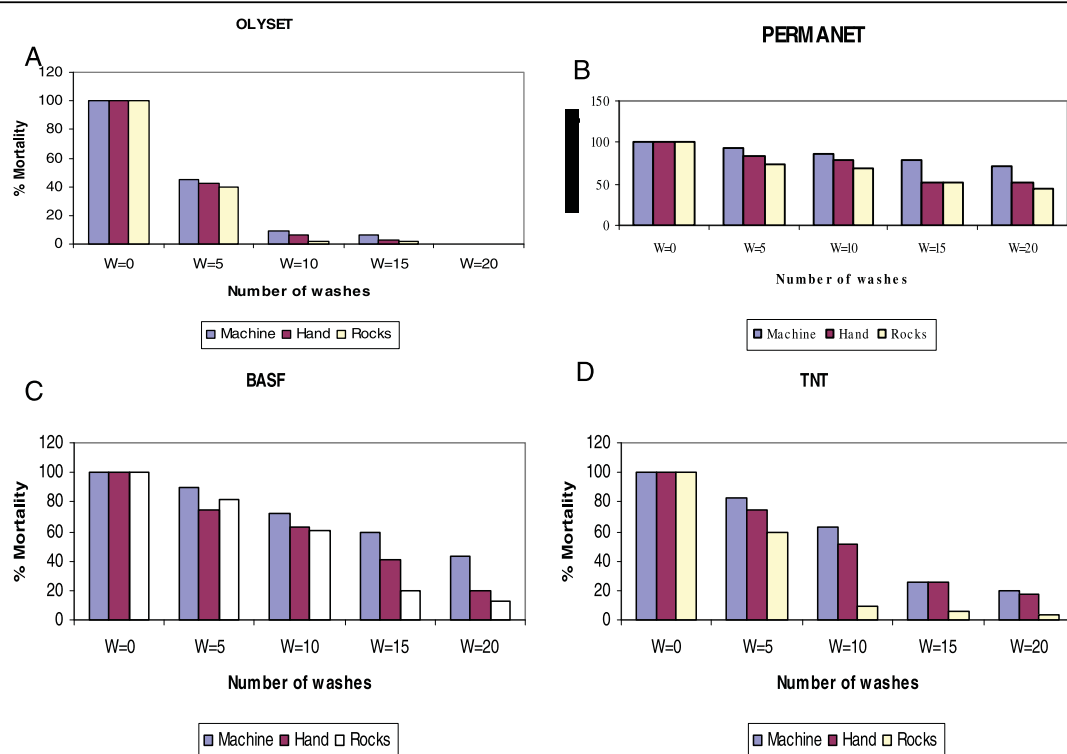 OLYSET
A
120
100
80
60
40
20
0
% Mortality
W=0 W=5 W=10 W=15 W=20
Number of washes
Machine Hand Rocks
PERMANET
B
150
100
50
0
W=0 W=5 W=10 W=15 W=20
Number of washes
Machine Hand Rocks
BASF
C
120
100
80
60
40
20
0
% Mortality
W=0 W=5 W=10 W=15 W=20
Number of washes
Machine Hand Rocks
D
TNT
120
100
80
60
40
20
0
% Mortality
W=0 W=5 W=10 W=15 W=20
Number of washes
Machine Hand Rocks